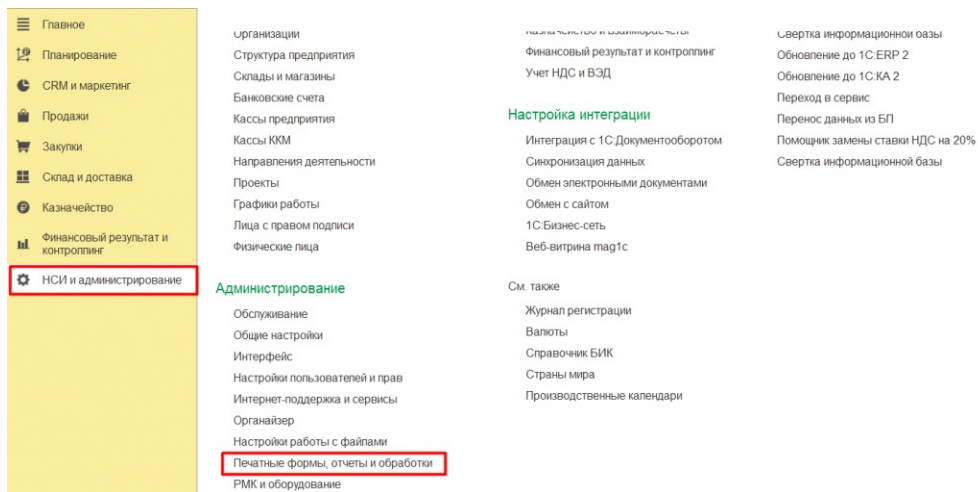 Главное
Планирование
CRM и маркетинг
Продажи
Закупки
Склад и доставка
Казначейство
Финансовый результат и
контроллинг
НСИ и администрирование
Организации
Структура предприятия
Склады и магазины
Банковские счета
Кассы предприятия
Кассы ККМ
Направления деятельности
Проекты
Графики работы
Лица с правом подписи
Физические лица
Администрирование
Обслуживание
Общие настройки
Интерфейс
Настройки пользователей и прав
Интернет-поддержка и сервисы
Органайзер
Настройки работы с файлами
Печатные формы, отчеты и обработки
РМК и оборудование
Казначейство и взаиморасчеты
Финансовый результат и контроллинг
Учет НДС и ВЭД
Настройка интеграции
Интеграция с 1С:Документооборотом
Синхронизация данных
Обмен электронными документами
Обмен с сайтом
1С:Бизнес-сеть
Веб-витрина mag1c
См. также
Журнал регистрации
Валюты
Справочник БИК
Страны мира
Производственные календари
Свертка информационной базы
Обновление до 1С:ERP 2
Обновление до 1С:КА 2
Переход в сервис
Перенос данных из БП
Помощник замены ставки НДС на 20%
Свертка информационной базы